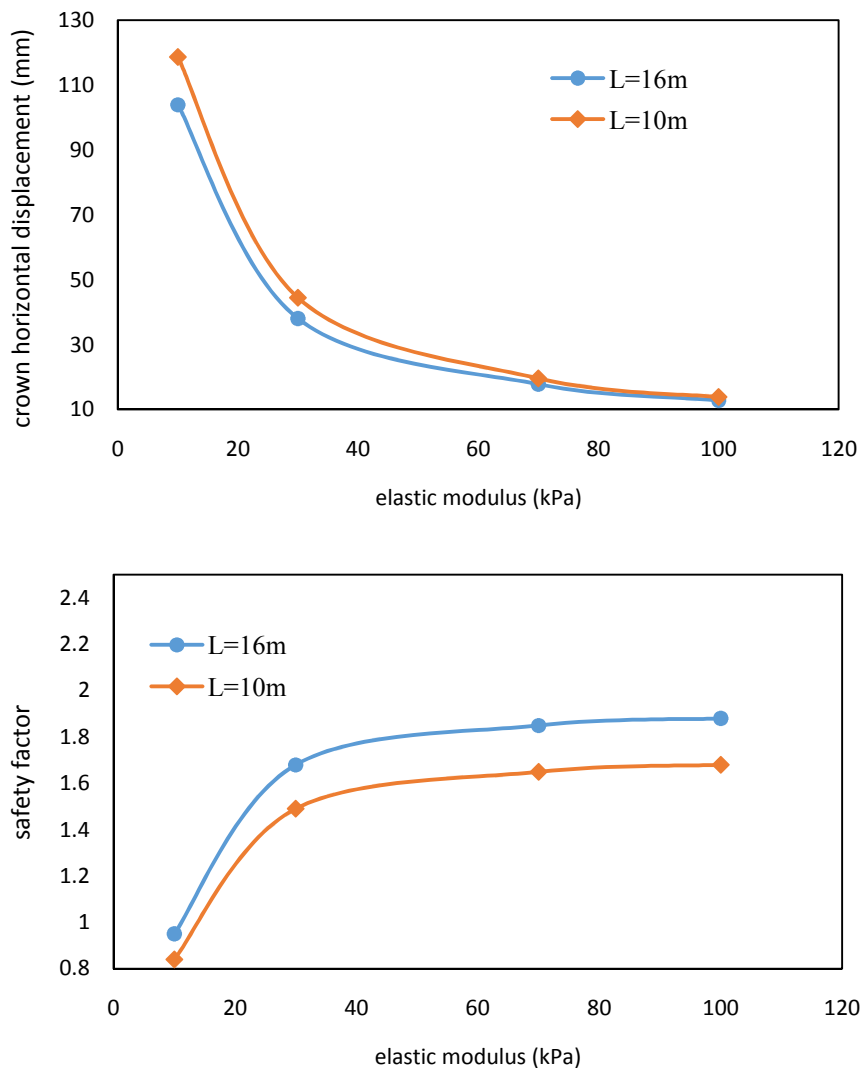 130
110
90
70
50
30
10
crown horizontal displacement (mm)
L=16m
L=10m
0 20 40 60 80 100 120
elastic modulus (kPa)
2.4
2.2
2
1.8
1.6
1.4
1.2
1
0.8
safety factor
L=16m
L=10m
0 20 40 60 80 100 120
elastic modulus (kPa)